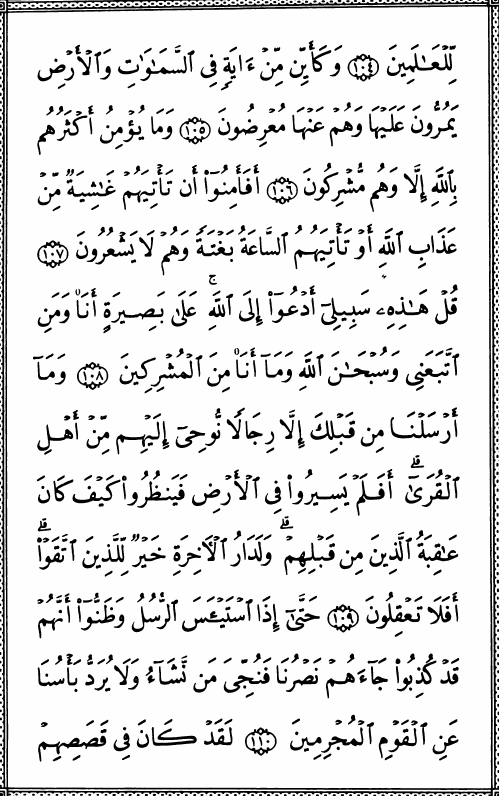 لِّلْعَـٰلَمِينَ ١٠٤ وَكَأَيِّن مِّنْ ءَايَةٍ فِى ٱلسَّمَـٰوَٰتِ وَٱلْأَرْضِ
يَمُرُّونَ عَلَيْهَا وَهُمْ عَنْهَا مُعْرِضُونَ ١٠٥ وَمَا يُؤْمِنُ أَكْثَرُهُم
بِٱللَّهِ إِلَّا وَهُم مُّشْرِكُونَ ١٠٦ أَفَأَمِنُوٓا۟ أَن تَأْتِيَهُمْ غَـٰشِيَةٌ مِّنْ
عَذَابِ ٱللَّهِ أَوْ تَأْتِيَهُمُ ٱلسَّاعَةُ بَغْتَةً وَهُمْ لَا يَشْعُرُونَ ١٠٧
قُلْ هَـٰذِهِۦ سَبِيلِىٓ أَدْعُوٓا۟ إِلَى ٱللَّهِ ۚ عَلَىٰ بَصِيرَةٍ أَنَا۠ وَمَنِ
ٱتَّبَعَنِى وَسُبْحَـٰنَ ٱللَّهِ وَمَآ أَنَا۠ مِنَ ٱلْمُشْرِكِينَ ١٠٨ وَمَآ
أَرْسَلْنَا مِن قَبْلِكَ إِلَّا رِجَالًا نُّوحِىٓ إِلَيْهِم مِّنْ أَهْلِ
ٱلْقُرَىٰٓ ۗ أَفَلَمْ يَسِيرُوا۟ فِى ٱلْأَرْضِ فَيَنظُرُوا۟ كَيْفَ كَانَ
عَـٰقِبَةُ ٱلَّذِينَ مِن قَبْلِهِمْ ۗ وَلَدَارُ ٱلْـَٔاخِرَةِ خَيْرٌ لِّلَّذِينَ ٱتَّقَوْا۟ ۗ
أَفَلَا تَعْقِلُونَ ١٠٩ حَتَّىٰٓ إِذَا ٱسْتَيْـَٔسَ ٱلرُّسُلُ وَظَنُّوٓا۟ أَنَّهُمْ
قَدْ كُذِبُوا۟ جَآءَهُمْ نَصْرُنَا فَنُجِّىَ مَن نَّشَآءُ وَلَا يُرَدُّ بَأْسُنَا
عَنِ ٱلْقَوْمِ ٱلْمُجْرِمِينَ ١١٠ لَقَدْ كَانَ فِى قَصَصِهِمْ